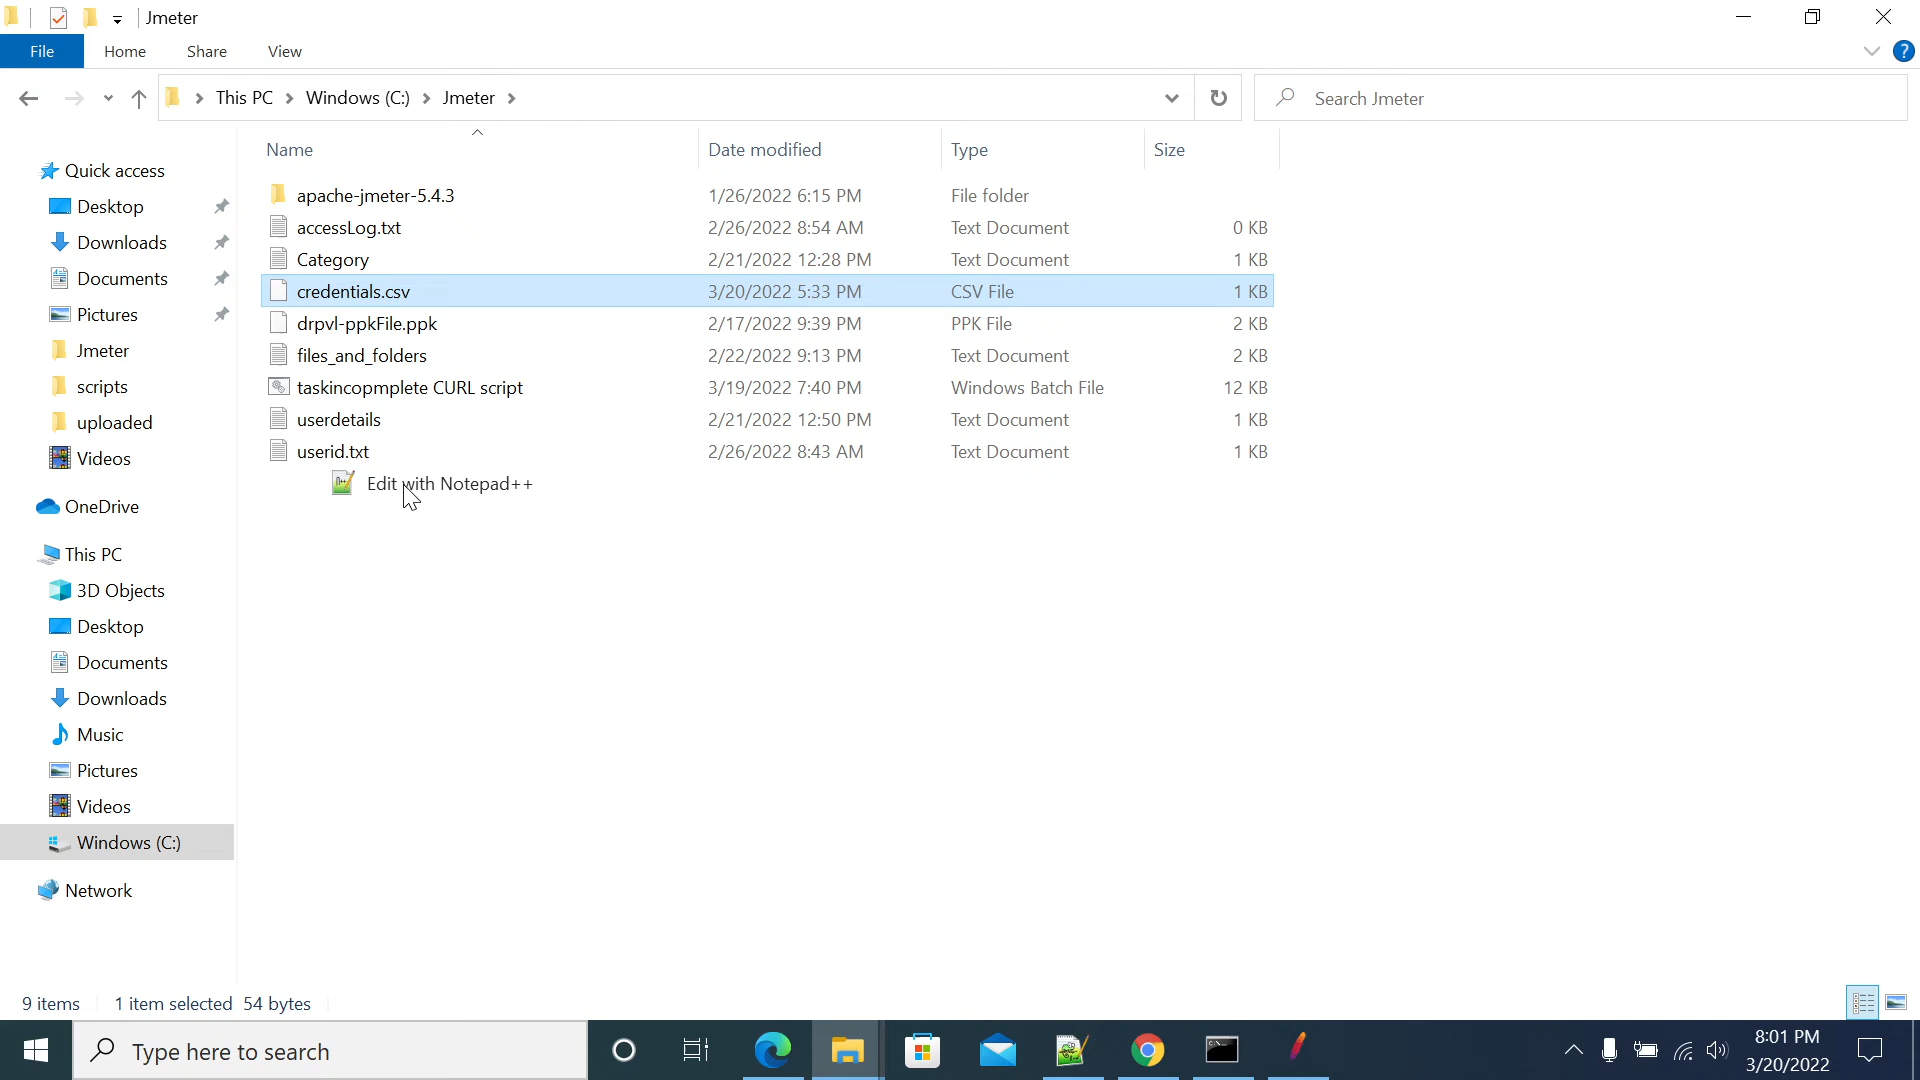 Jmeter
File Home Share View
This PC Windows (C:) Jmeter Search Jmeter
Name Date modified Type Size
Quick access
Desktop
Downloads
Documents
Pictures
Jmeter
scripts
uploaded
Videos
OneDrive
This PC
3D Objects
Desktop
Documents
Downloads
Music
Pictures
Videos
Windows (C:)
Network
apache-jmeter-5.4.3 1/26/2022 6:15 PM File folder
accessLog.txt 2/26/2022 8:54 AM Text Document 0 KB
Category 2/21/2022 12:28 PM Text Document 1 KB
credentials.csv 3/20/2022 5:33 PM CSV File 1 KB
drpvl-ppkFile.ppk 2/17/2022 9:39 PM PPK File 2 KB
files_and_folders 2/22/2022 9:13 PM Text Document 2 KB
taskincopmplete CURL script 3/19/2022 7:40 PM Windows Batch File 12 KB
userdetails 2/21/2022 12:50 PM Text Document 1 KB
userid.txt 2/26/2022 8:43 AM Text Document 1 KB
Edit with Notepad++
9 items 1 item selected 54 bytes
Type here to search
8:01 PM
3/20/2022